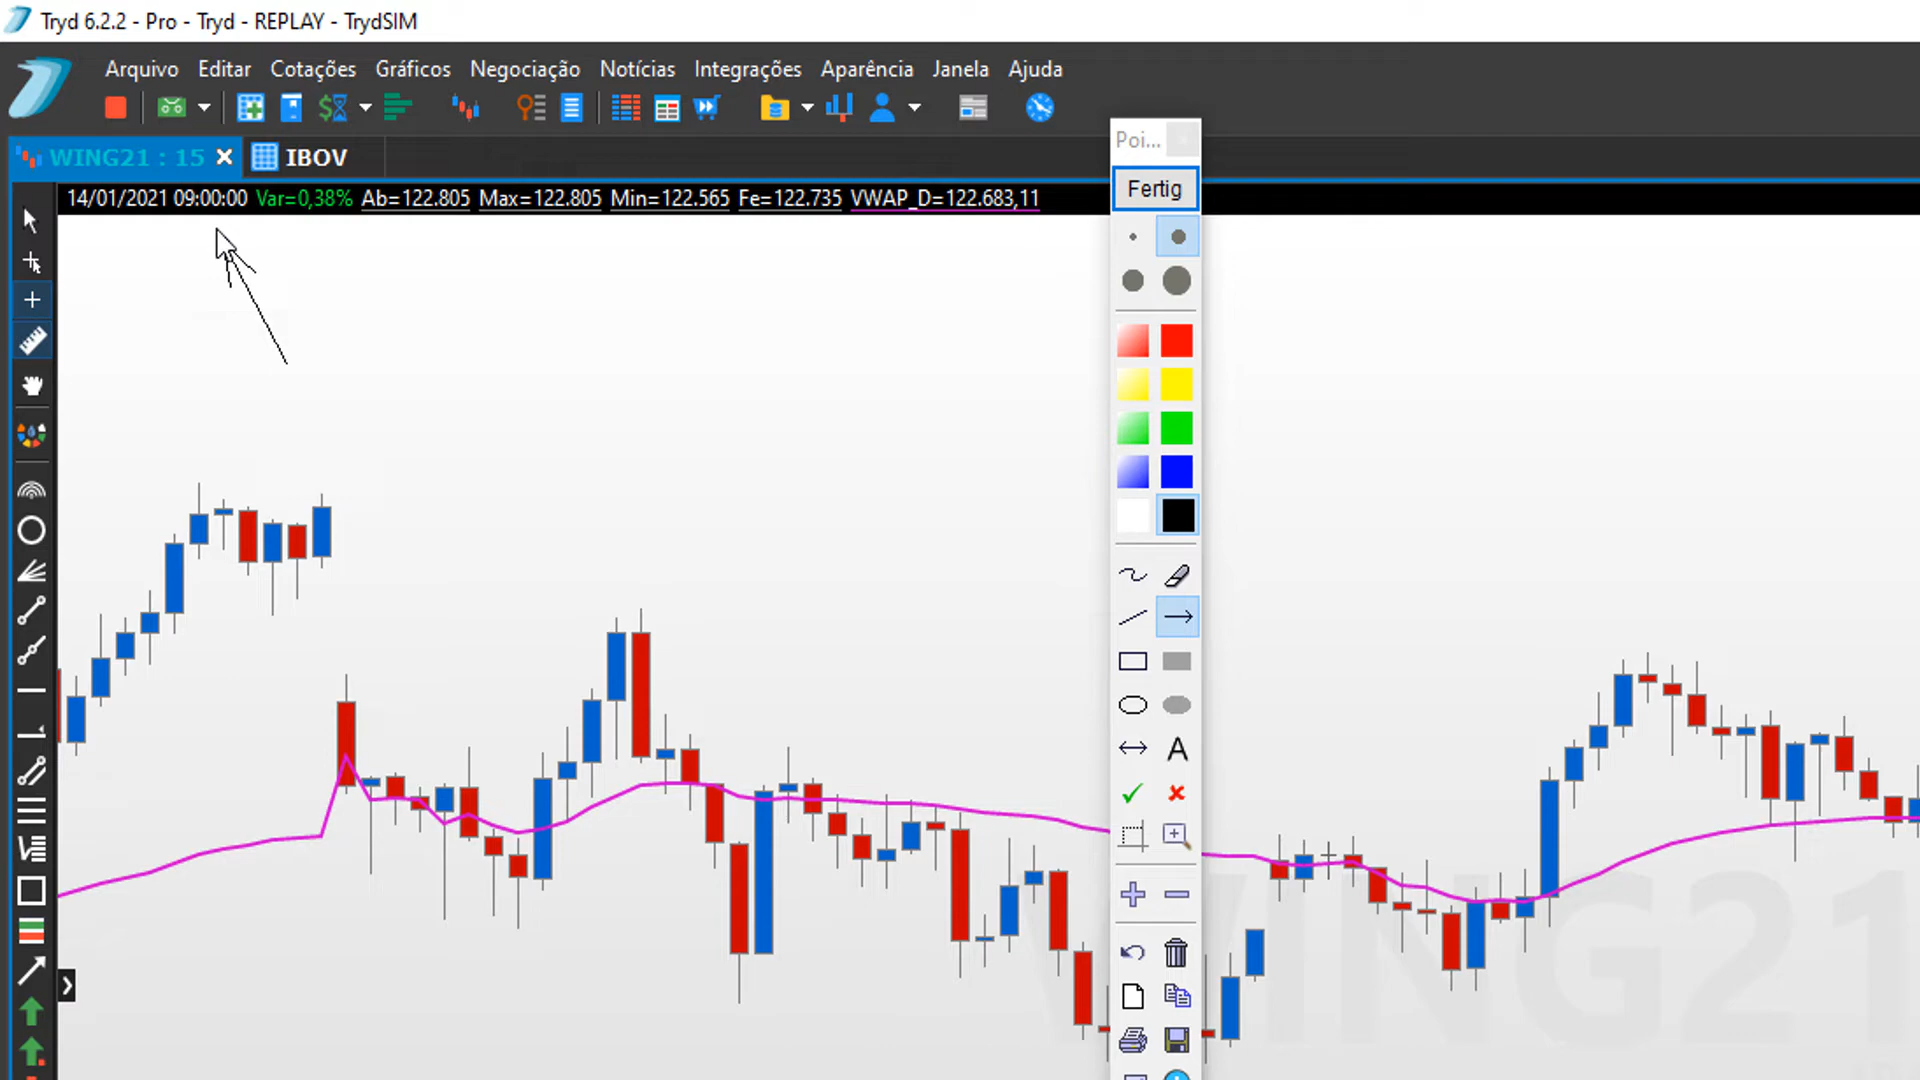 Tryd 6.2.2 - Pro - Tryd - REPLAY - TrydSIM
Arquivo Editar Cotações Gráficos Negociação Notícias Integrações Aparência Janela Ajuda
WING21 : 15 IBOV
Poi...
Fertig
14/01/2021 09:00:00 Var=0,38% Ab=122.805 Max=122.805 Min=122.565 Fe=122.735 VWAP_D=122.683,11
A
WING21